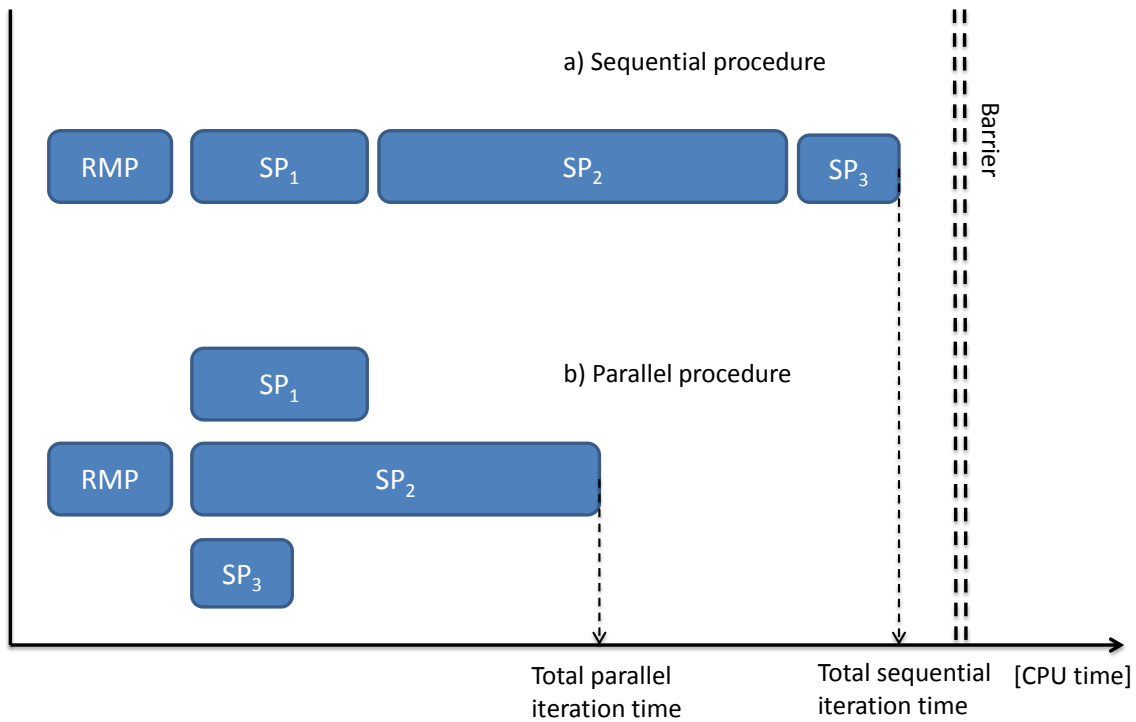 a) Sequential procedure
Barrier
RMP
SP₁
SP₂
SP₃
SP₁
b) Parallel procedure
RMP
SP₂
SP₃
Total parallel
iteration time
Total sequential
iteration time
[CPU time]